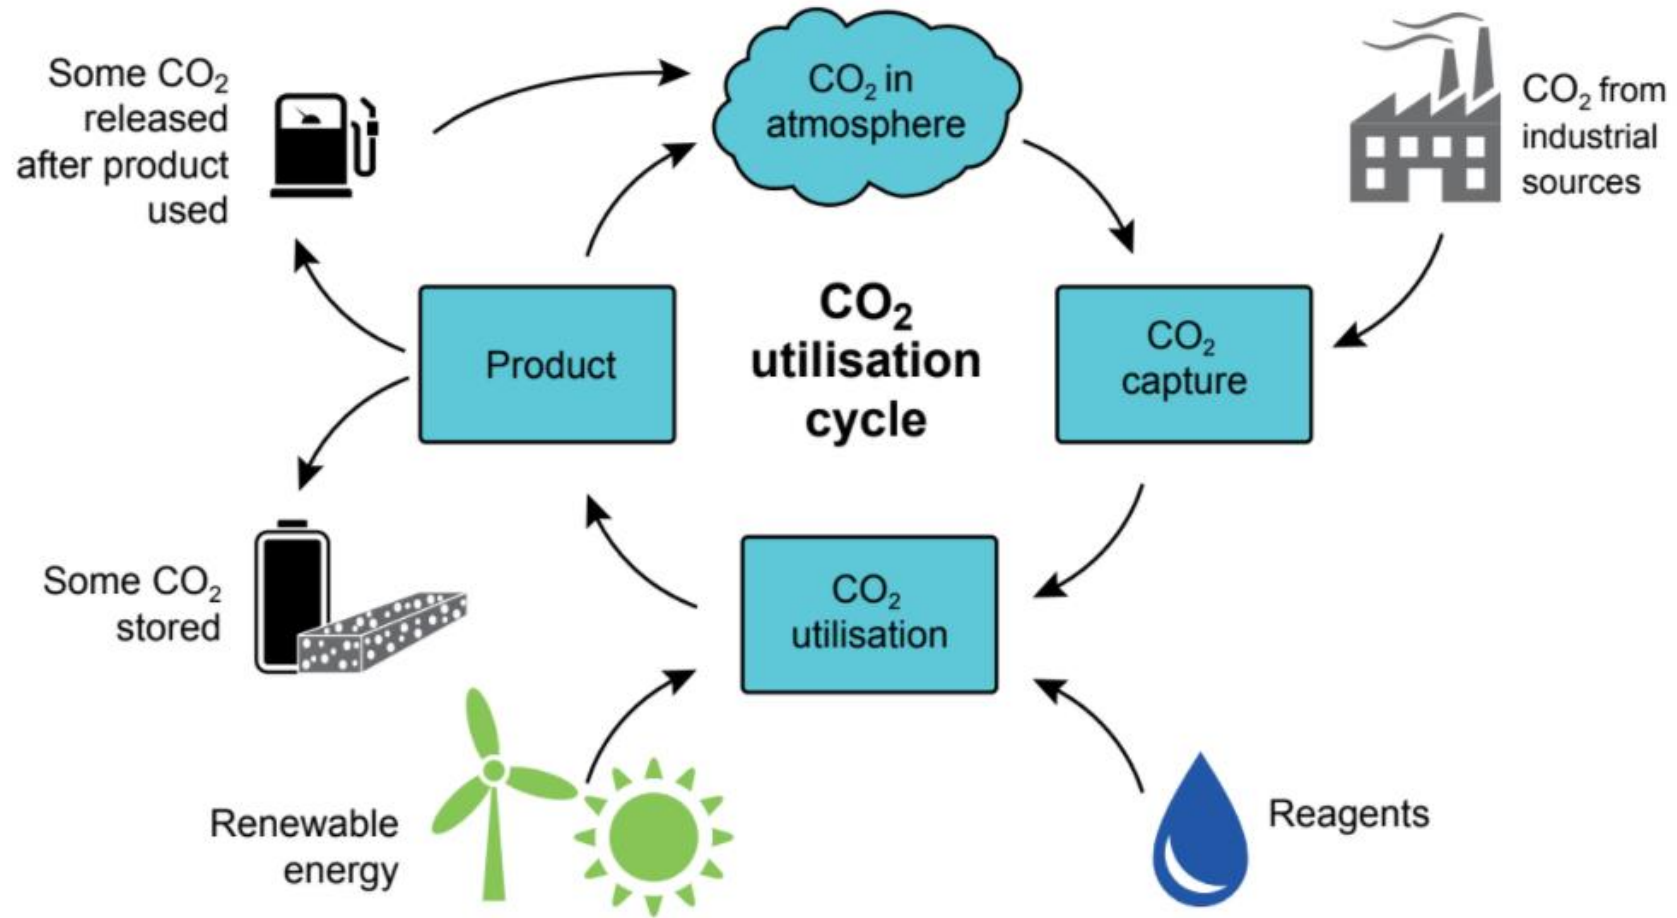 Some CO₂
released
after product
used
CO₂ in
atmosphere
CO₂ from
industrial
sources
Product
CO₂
utilisation
cycle
CO₂
capture
Some CO₂
stored
CO₂
utilisation
Renewable
energy
Reagents